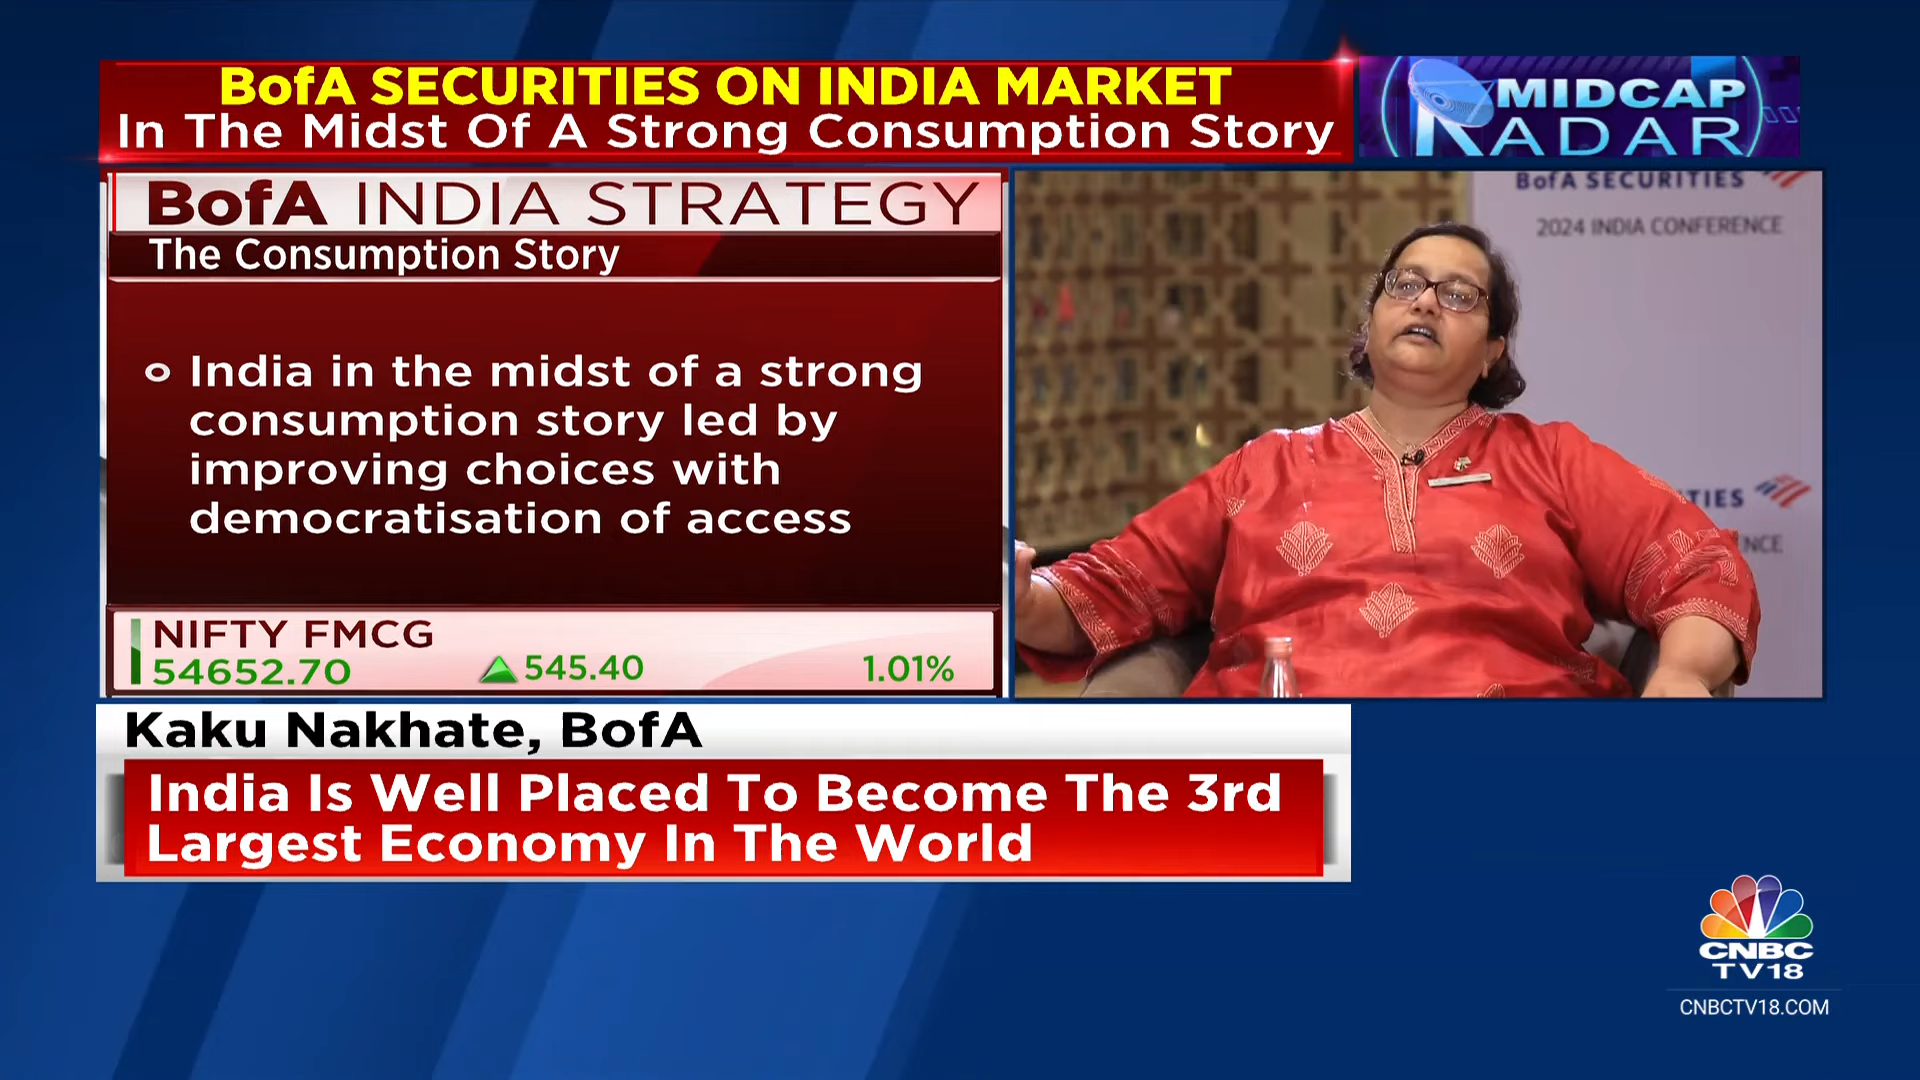 BofA SECURITIES ON INDIA MARKET
In The Midst Of A Strong Consumption Story
MIDCAP
RADAR
BofA INDIA STRATEGY
The Consumption Story
India in the midst of a strong
consumption story led by
improving choices with
democratisation of access
NIFTY FMCG
54652.70 545.40 1.01%
BofA SECURITIES
2024 INDIA CONFERENCE
TIES
NCE
Kaku Nakhate, BofA
India Is Well Placed To Become The 3rd
Largest Economy In The World
CNBC
TV18
CNBCTV18.COM